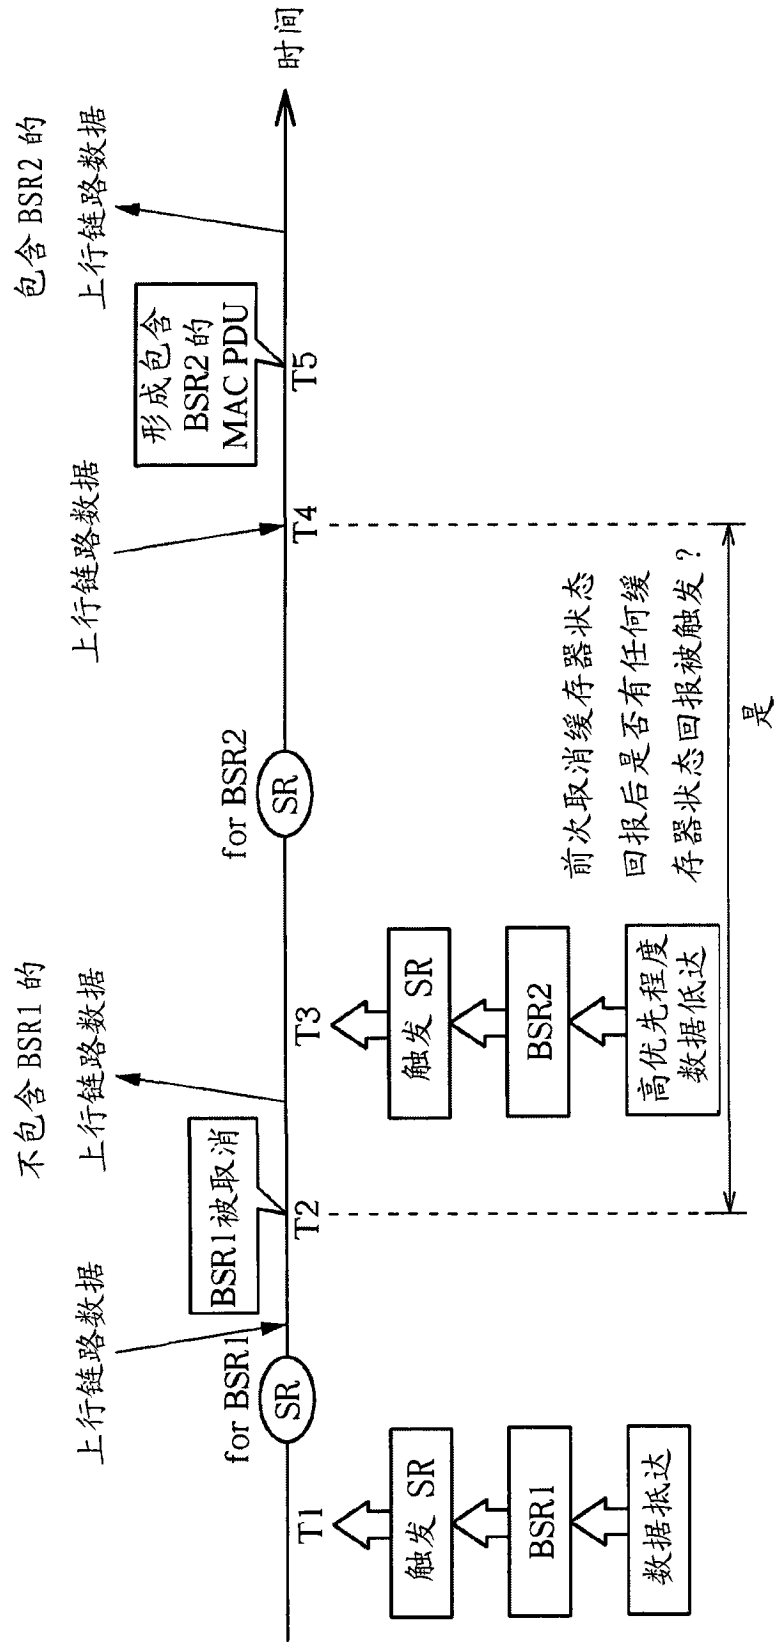 不包含 BSR1 的
上行链路数据
包含 BSR2 的
上行链路数据
上行链路数据
上行链路数据
BSR1 被取消
形成包含
BSR2 的
MAC PDU
for BSR1
SR
for BSR2
SR
时间
T1
T2
T3
T4
T5
触发 SR
BSR1
数据抵达
触发 SR
BSR2
高优先程度
数据低达
前次取消缓存器状态
回报后是否有任何缓
存器状态回报被触发？
是